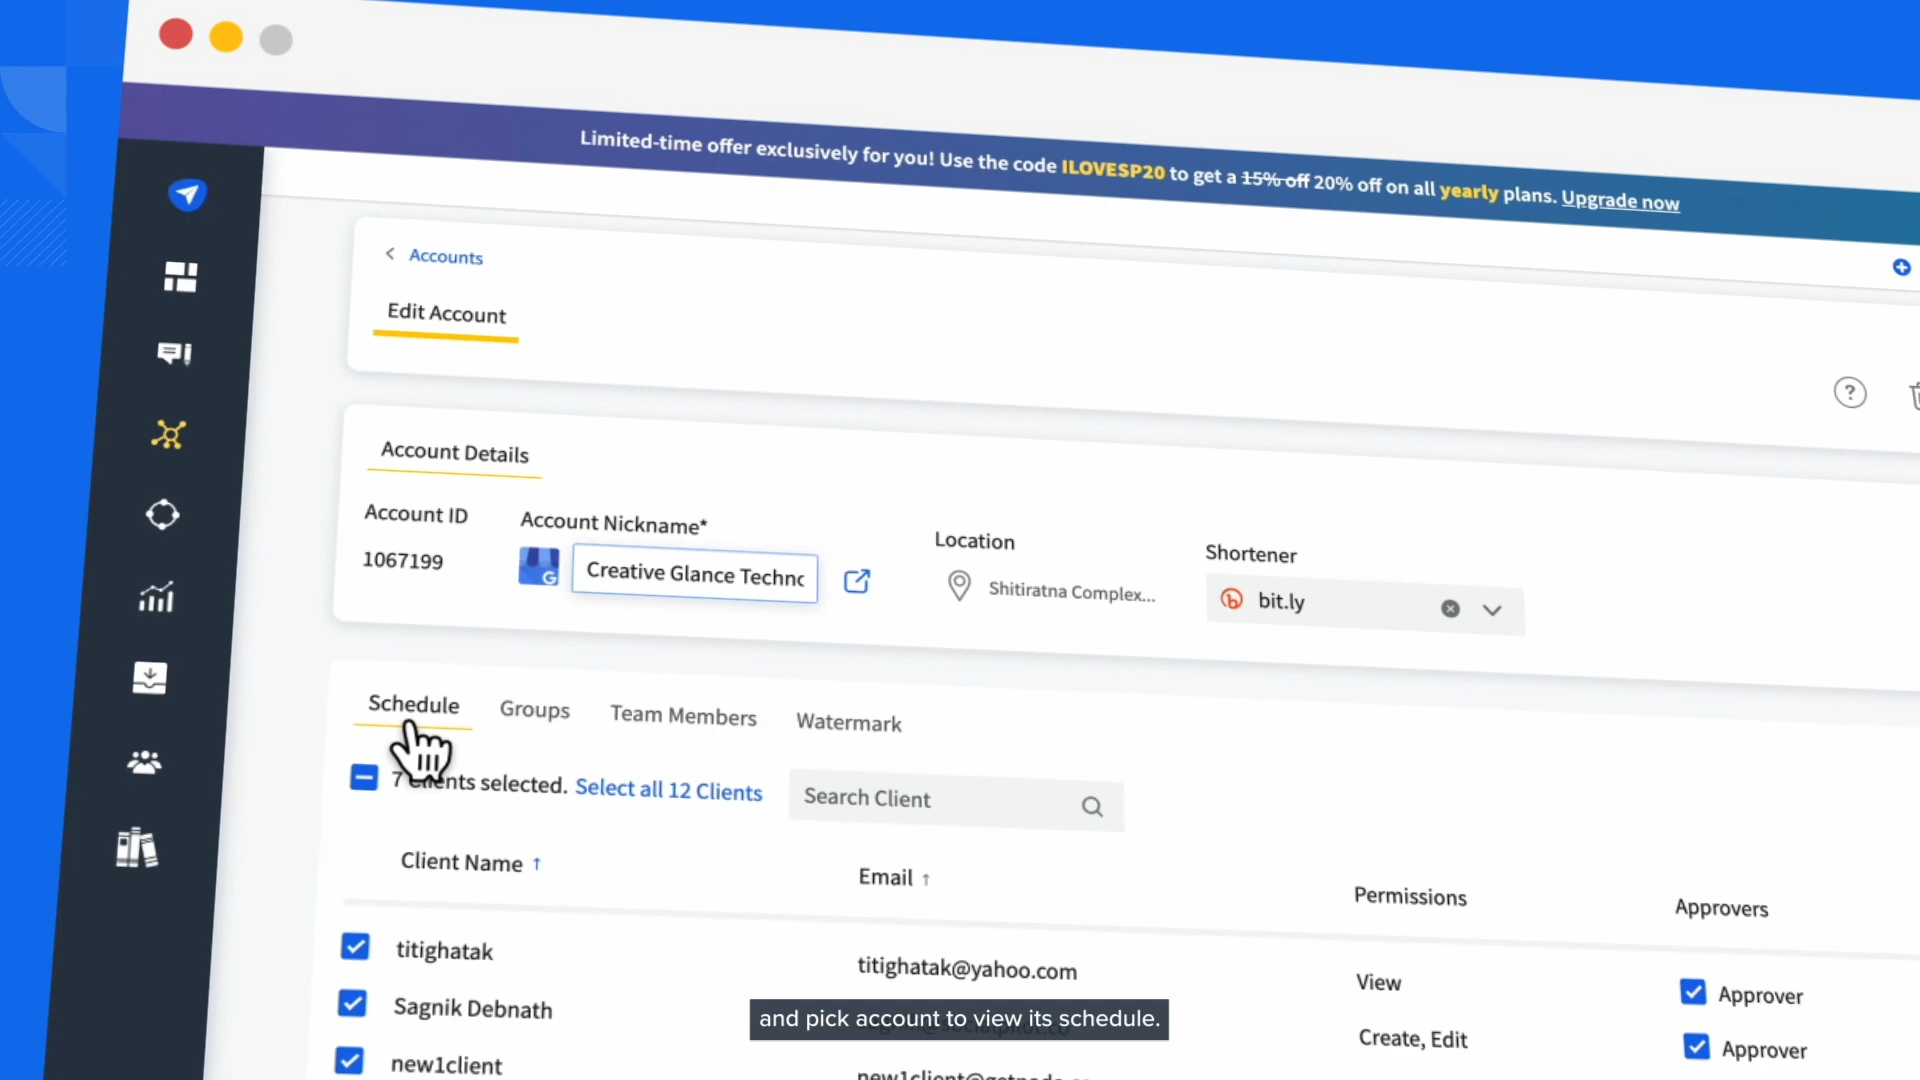 Limited-time offer exclusively for you! Use the code ILOVESP20 to get a 15% off 20% off on all yearly plans. Upgrade now
Accounts
Edit Account
Account Details
Account ID
Account Nickname*
Location
Shortener
1067199
Creative Glance Techno
Shitiratna Complex...
bit.ly
Schedule
Groups
Team Members
Watermark
7 Clients selected. Select all 12 Clients
Search Client
Client Name ↑
Email ↑
Permissions
Approvers
titighatak
titighatak@yahoo.com
View
Approver
Sagnik Debnath
Create, Edit
Approver
and pick account to view its schedule.
new1client